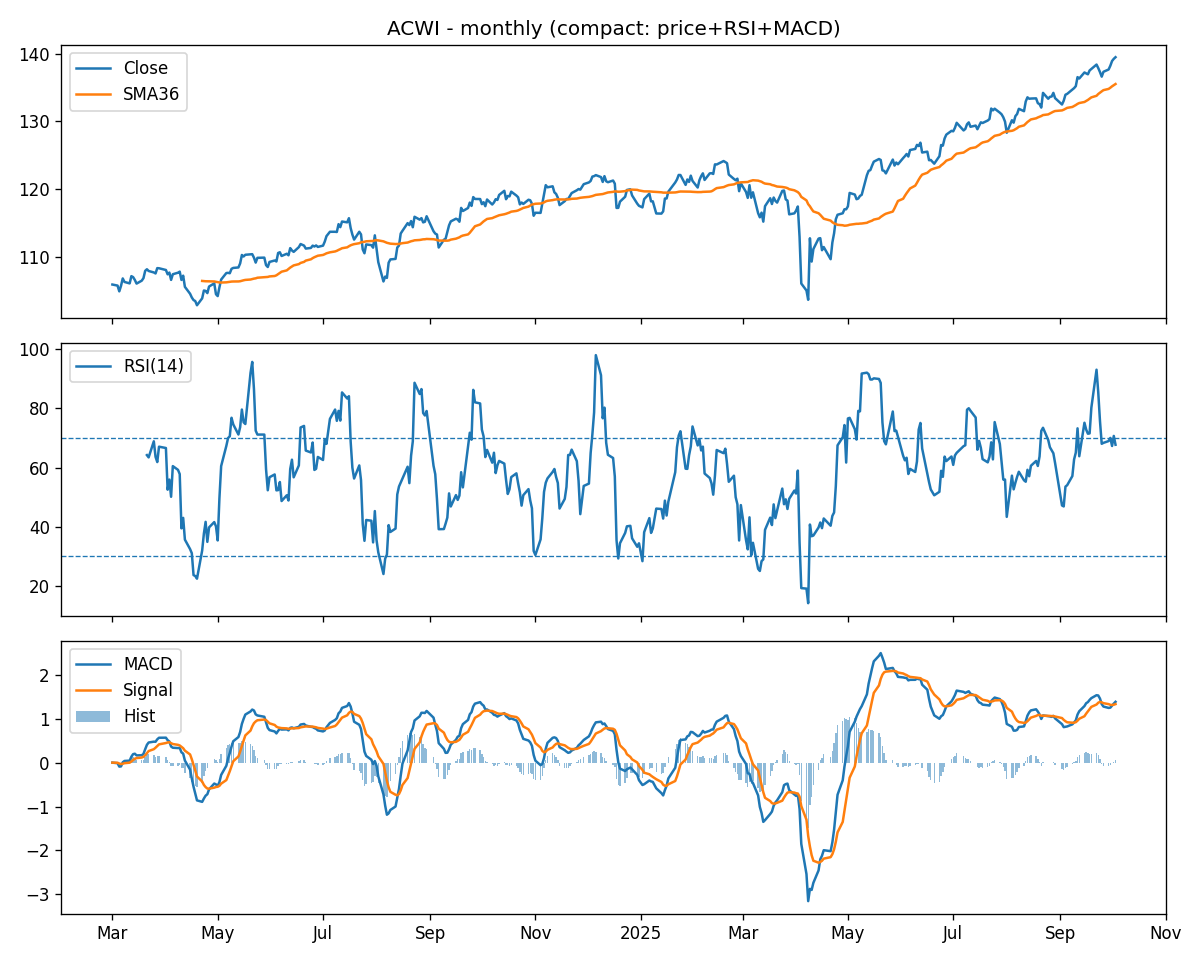 ACWI - monthly (compact: price+RSI+MACD)
140
130
120
110
Close
SMA36
100
80
60
40
20
RSI(14)
2
1
0
−1
−2
−3
MACD
Signal
Hist
Mar May Jul Sep Nov 2025 Mar May Jul Sep Nov